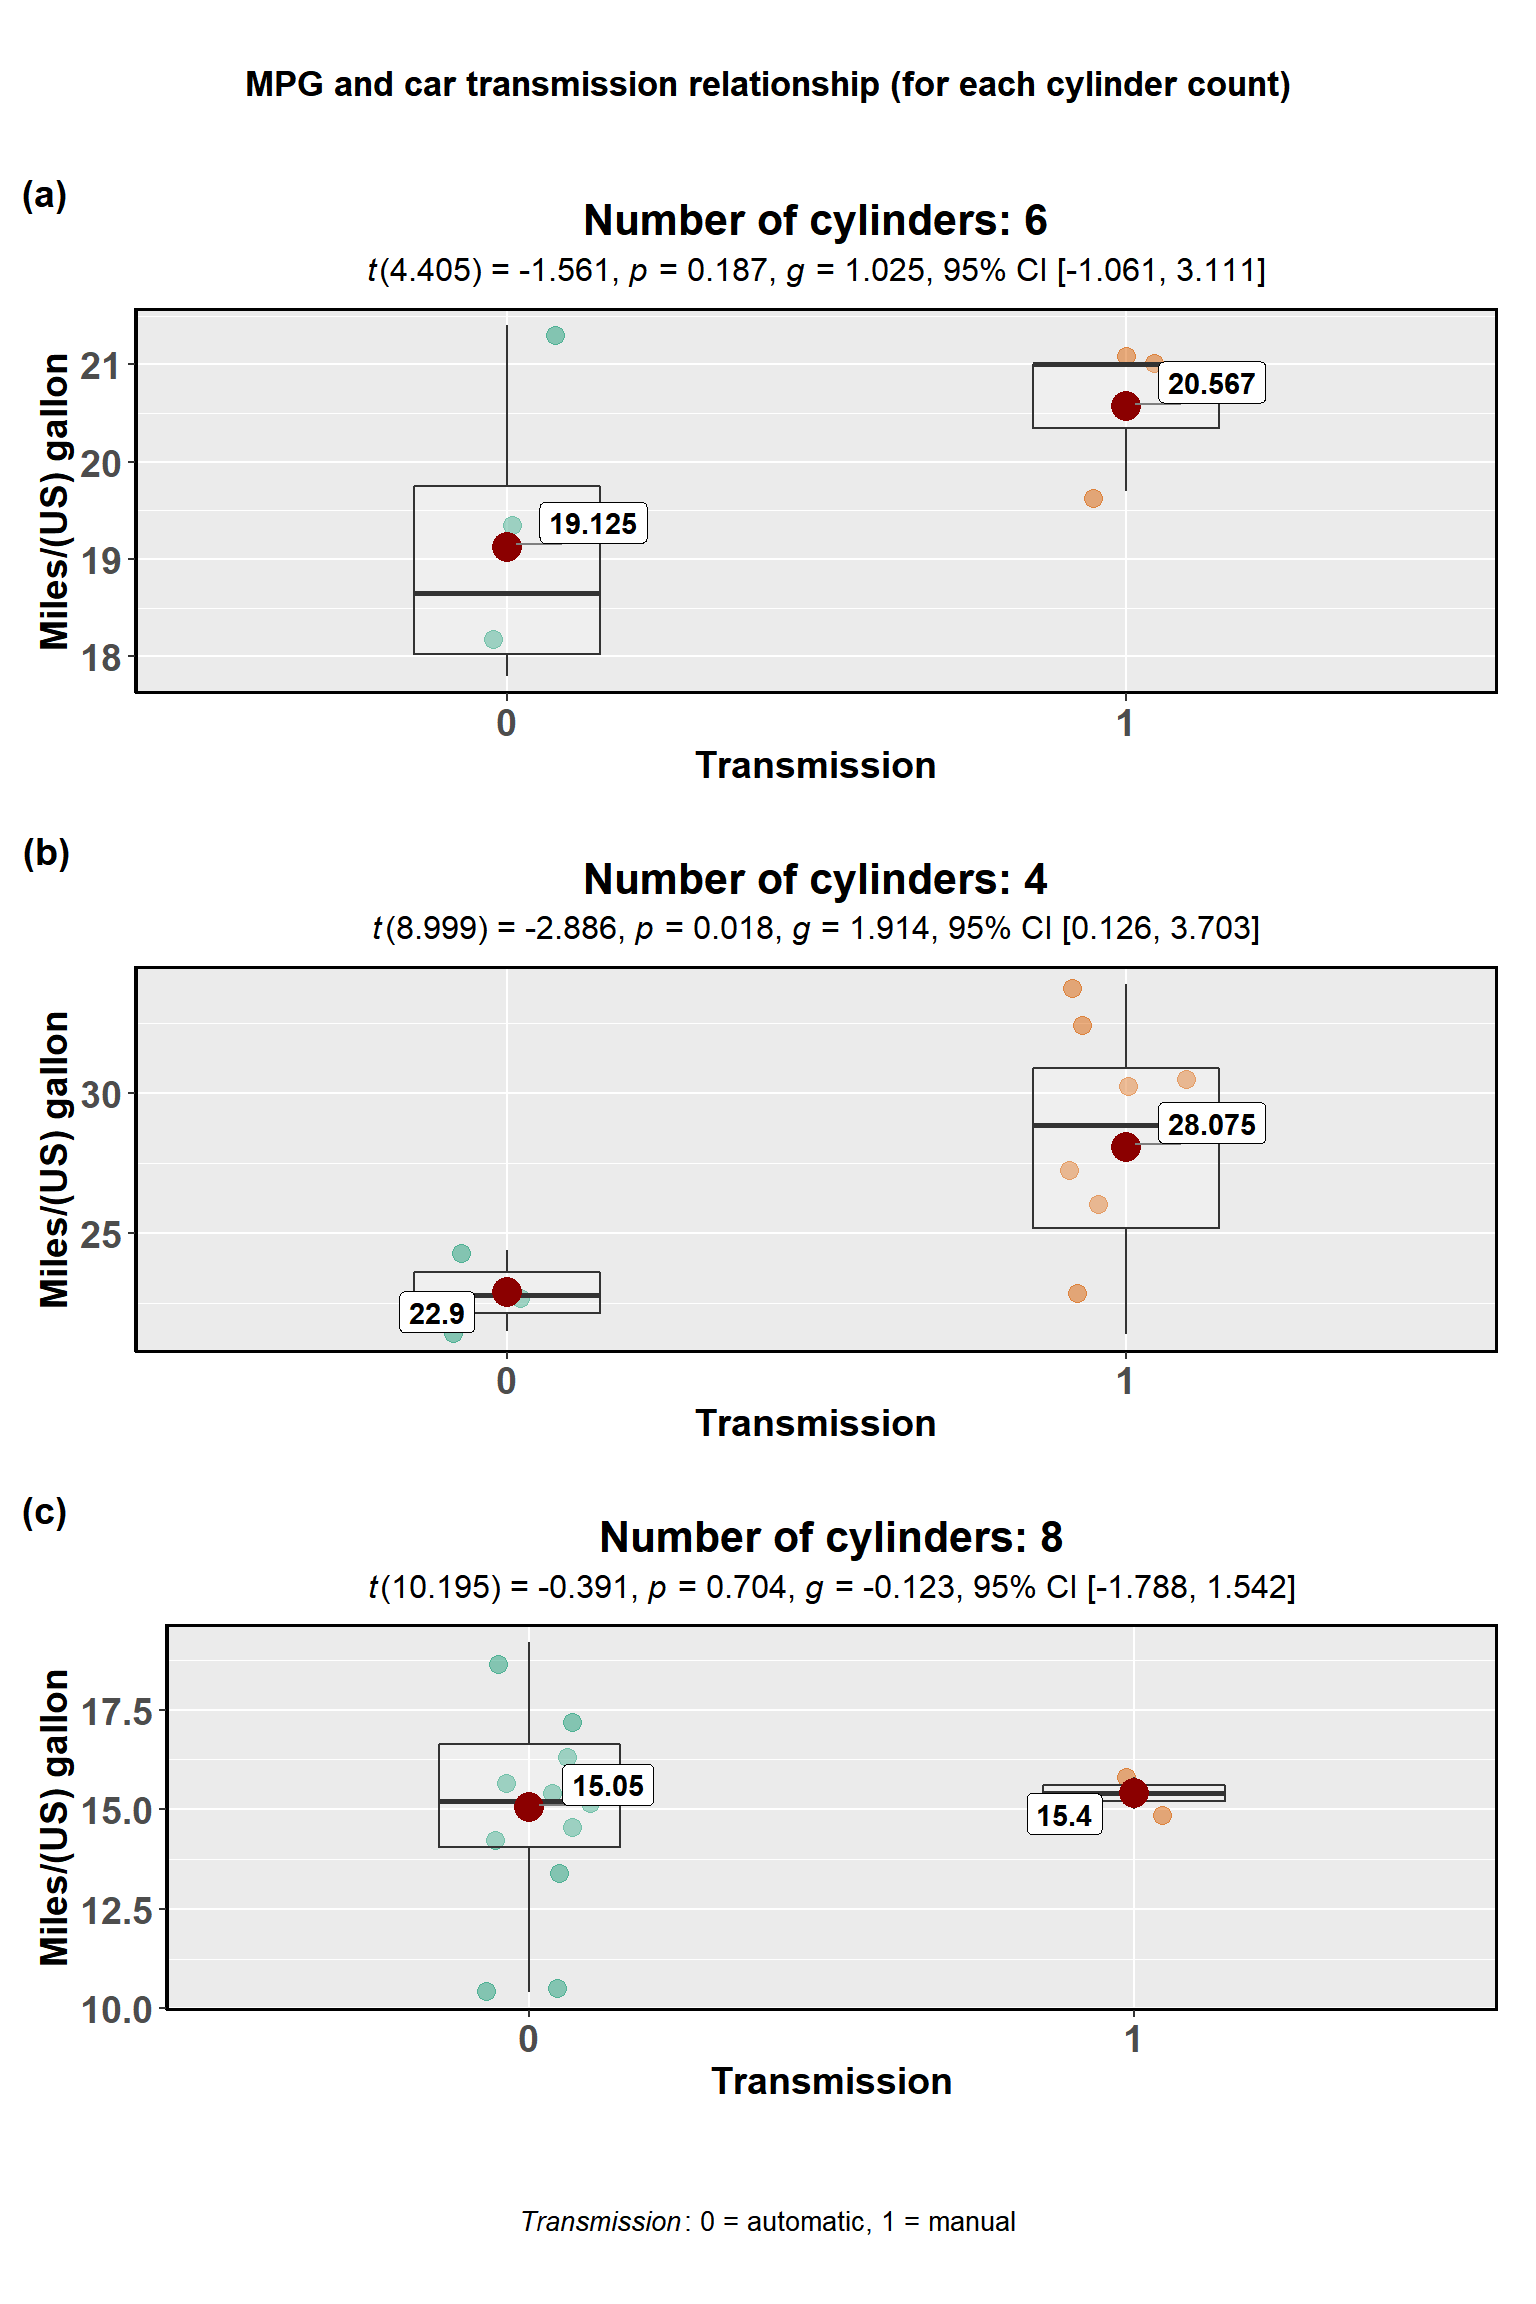 MPG and car transmission relationship (for each cylinder count)
(a)
Number of cylinders: 6
t(4.405) = -1.561, p = 0.187, g = 1.025, 95% CI [-1.061, 3.111]
Miles/(US) gallon
21
20
19
18
20.567
19.125
0
1
Transmission
(b)
Number of cylinders: 4
t(8.999) = -2.886, p = 0.018, g = 1.914, 95% CI [0.126, 3.703]
Miles/(US) gallon
30
25
28.075
22.9
0
1
Transmission
(c)
Number of cylinders: 8
t(10.195) = -0.391, p = 0.704, g = -0.123, 95% CI [-1.788, 1.542]
Miles/(US) gallon
17.5
15.0
12.5
10.0
15.05
15.4
0
1
Transmission
Transmission: 0 = automatic, 1 = manual